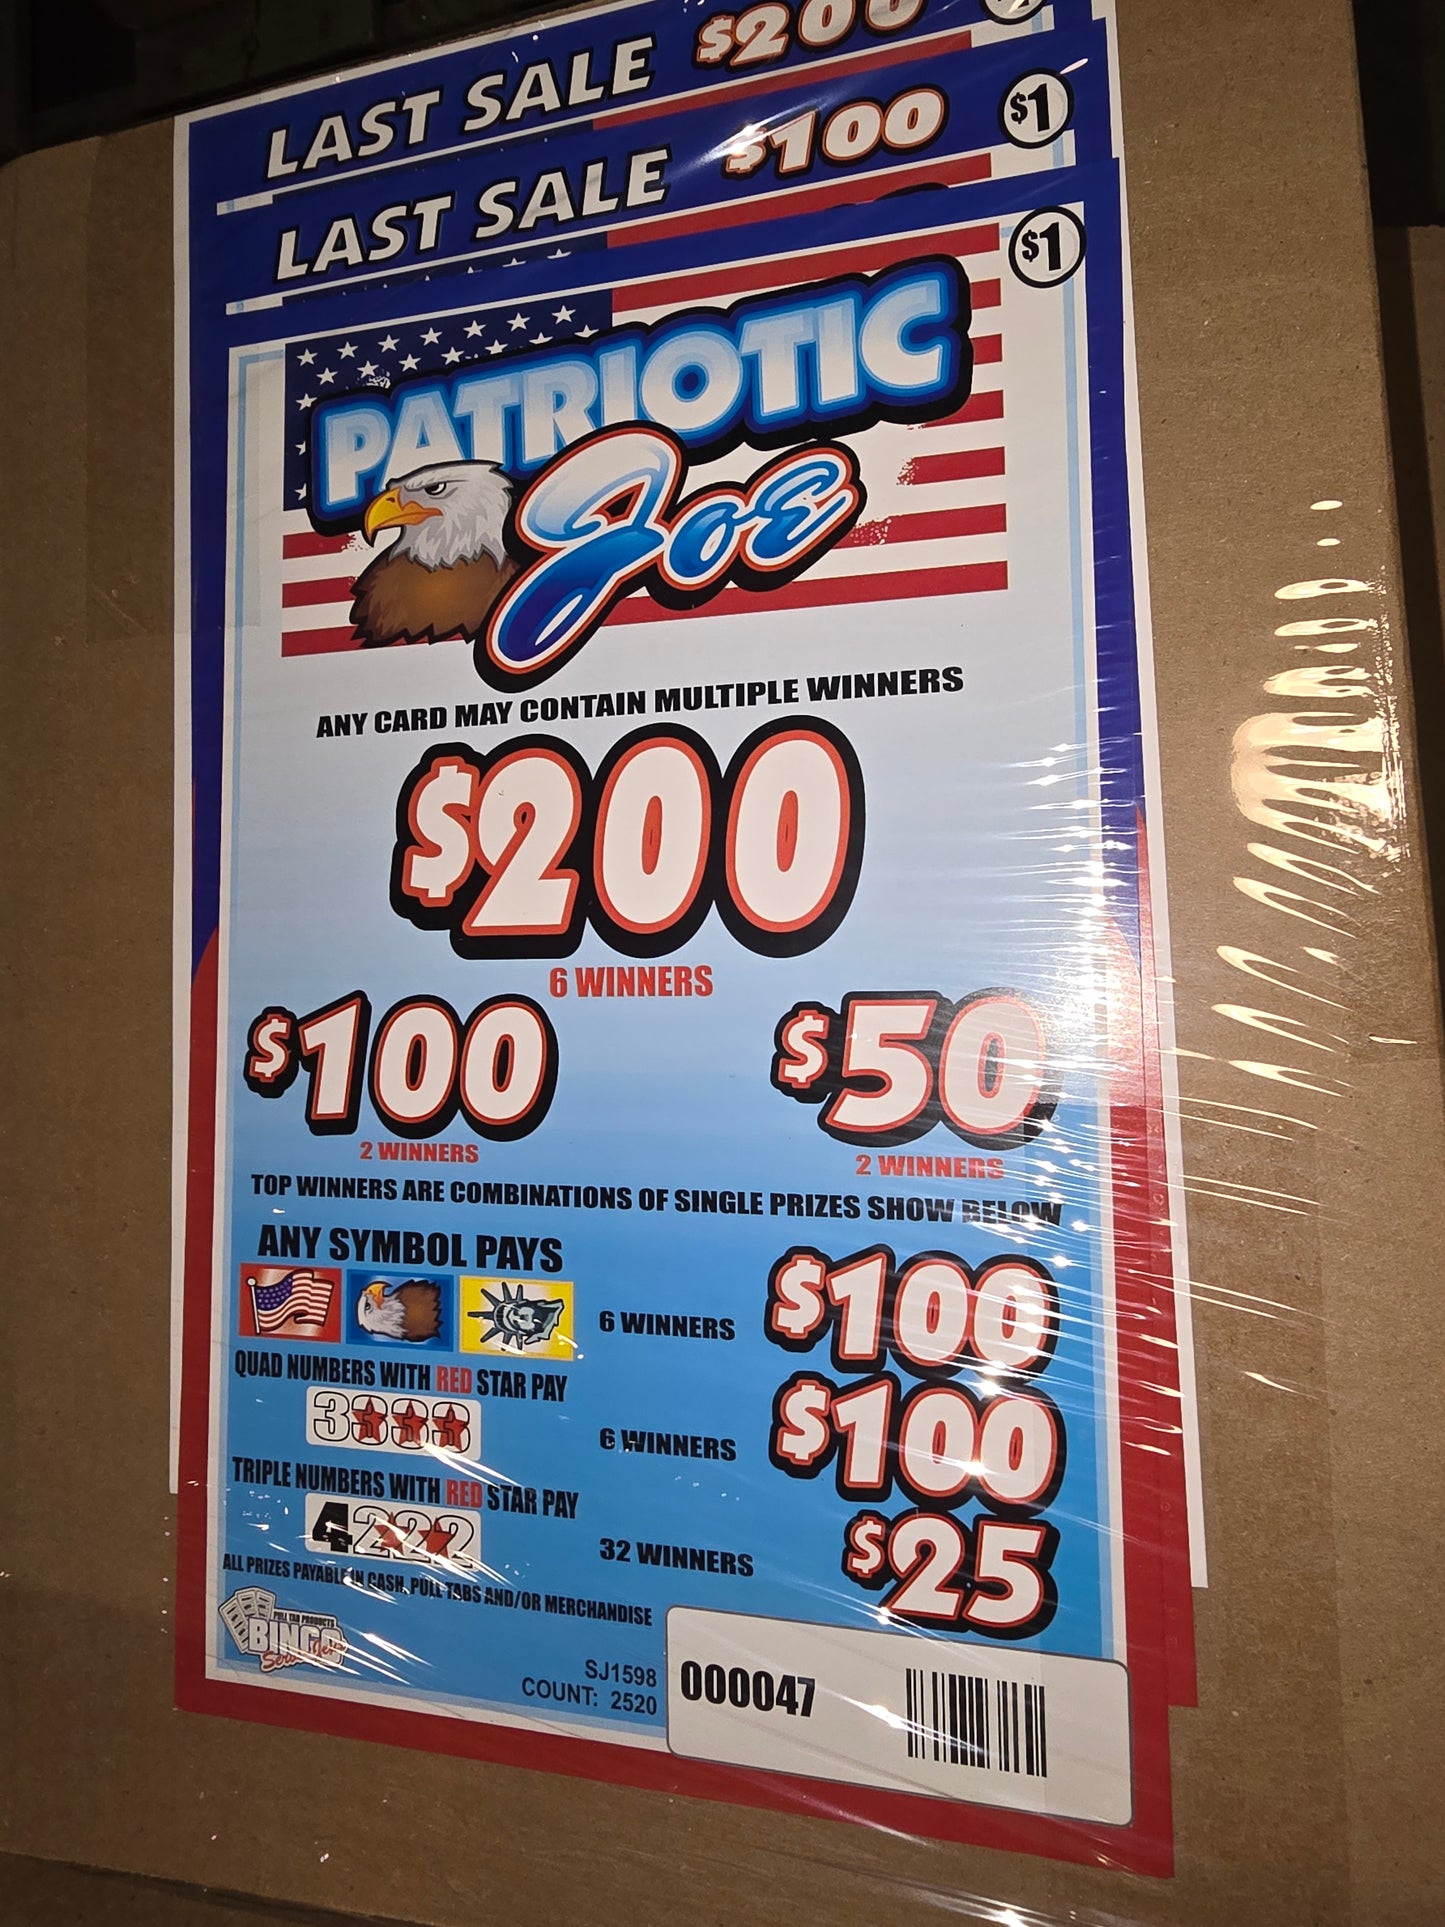 LAST SALE $200
LAST SALE $100 $1
$1
PATRIOTIC
Joe
ANY CARD MAY CONTAIN MULTIPLE WINNERS
$200
6 WINNERS
$100 $50
2 WINNERS 2 WINNERS
TOP WINNERS ARE COMBINATIONS OF SINGLE PRIZES SHOW BELOW
ANY SYMBOL PAYS
6 WINNERS $100
QUAD NUMBERS WITH RED STAR PAY
3333
6 WINNERS $100
TRIPLE NUMBERS WITH RED STAR PAY
4222
32 WINNERS $25
ALL PRIZES PAYABLE IN CASH, PULL TABS AND/OR MERCHANDISE
PULL TAB PRODUCTS
BINGO
SJ1598
COUNT: 2520
000047